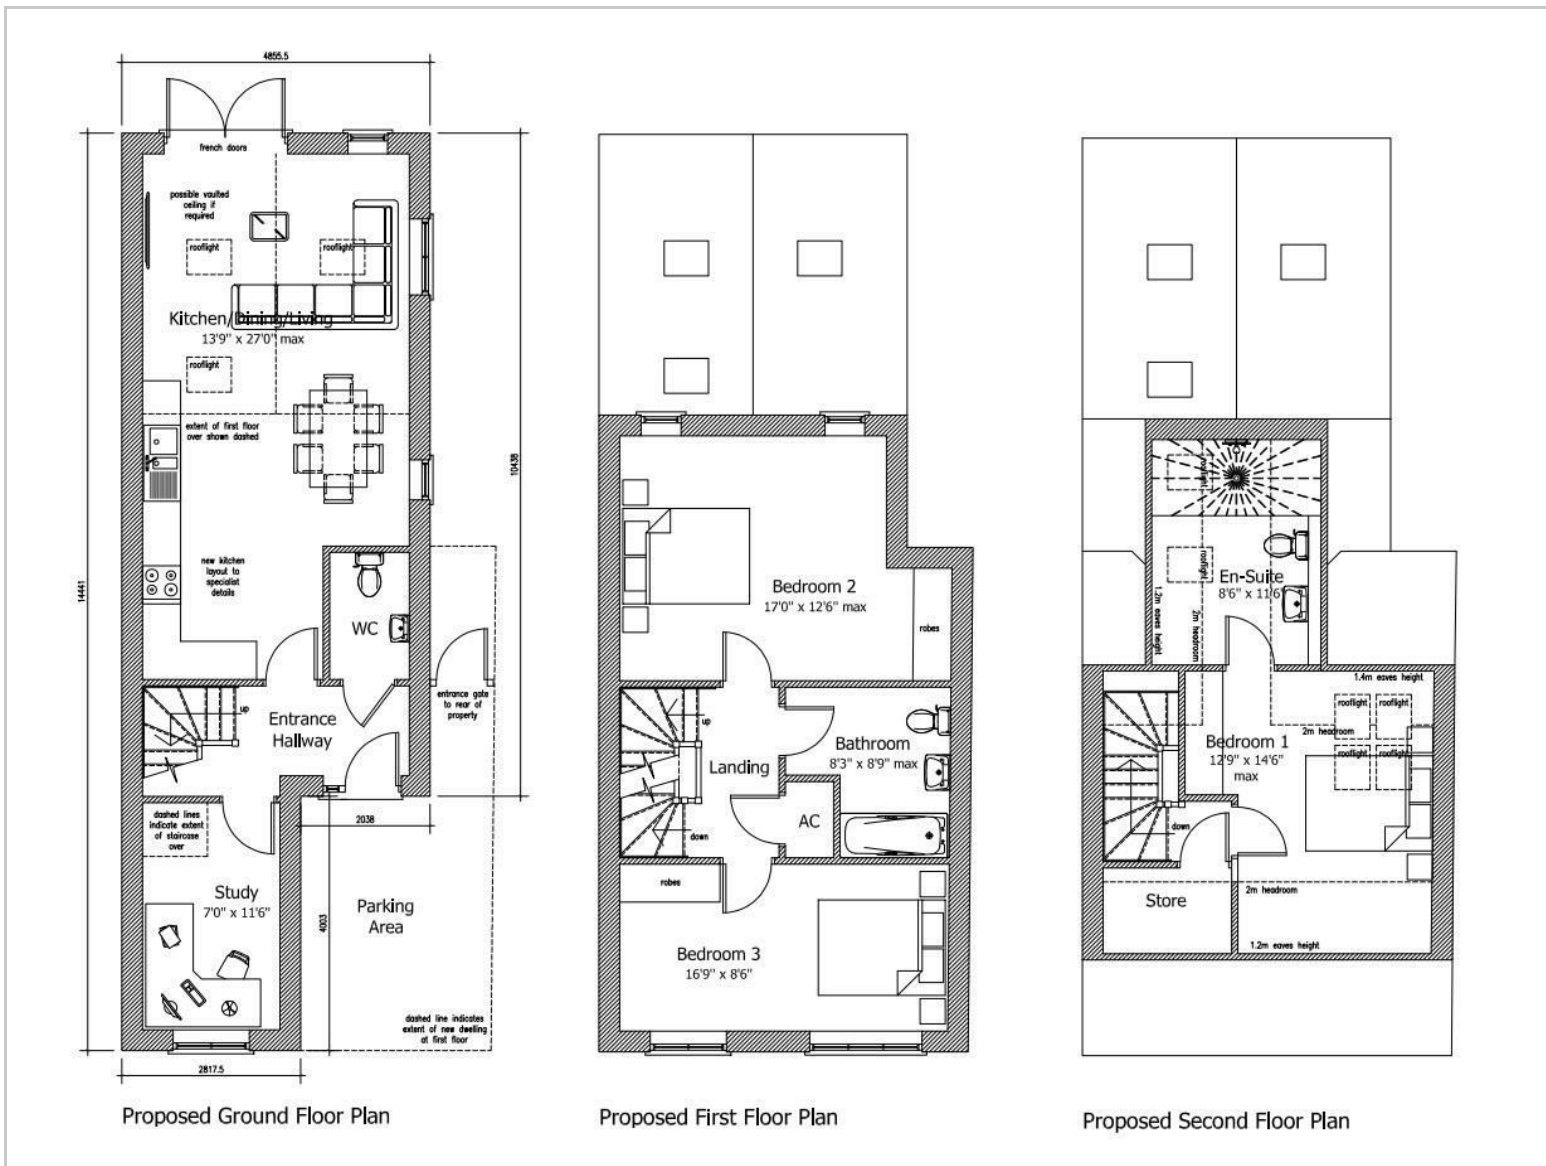 4855.5
french doors
possible vaulted
ceiling if
required
rooflight
rooflight
Kitchen/Dining/Living
13'9" x 27'0" max
rooflight
extent of first floor
over shown dashed
10438
14441
new kitchen
layout to
specialist
details
WC
entrance gate
to rear of
property
up
Entrance
Hallway
dashed lines
indicate extent
of staircase
over
2038
Study
7'0" x 11'6"
4003
Parking
Area
dashed line indicates
extent of new dwelling
at first floor
2817.5
Proposed Ground Floor Plan
Bedroom 2
17'0" x 12'6" max
robes
up
Landing
Bathroom
8'3" x 8'9" max
AC
down
robes
Bedroom 3
16'9" x 8'6"
Proposed First Floor Plan
rooflight
rooflight
En-Suite
8'6" x 11'6"
1.2m eaves height
2m headroom
1.4m eaves height
rooflight
rooflight
2m headroom
Bedroom 1
12'9" x 14'6"
max
rooflight
rooflight
down
2m headroom
Store
1.2m eaves height
Proposed Second Floor Plan